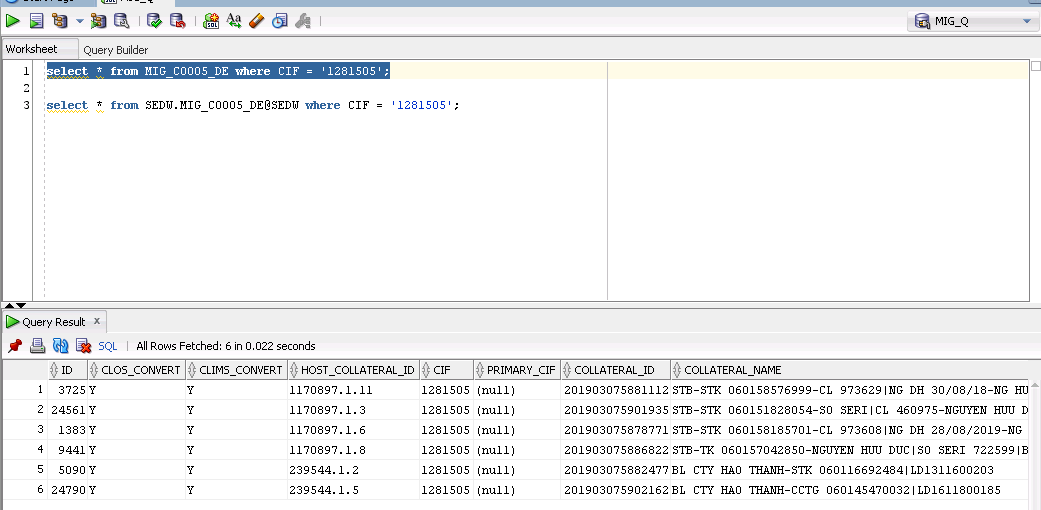 MIG_Q
Worksheet Query Builder
1 select * from MIG_C0005_DE where CIF = '1281505';
2
3 select * from SEDW.MIG_C0005_DE@SEDW where CIF = '1281505';
Query Result x
SQL | All Rows Fetched: 6 in 0.022 seconds
ID CLOS_CONVERT CLIMS_CONVERT HOST_COLLATERAL_ID CIF PRIMARY_CIF COLLATERAL_ID COLLATERAL_NAME
1 3725 Y Y 1170897.1.11 1281505 (null) 201903075881112 STB-STK 060158576999-CL 973629|NG DH 30/08/18-NG HU
2 24561 Y Y 1170897.1.3 1281505 (null) 201903075901935 STB-STK 060151828054-SO SERI|CL 460975-NGUYEN HUU D
3 1383 Y Y 1170897.1.6 1281505 (null) 201903075878771 STB-STK 060158185701-CL 973608|NG DH 28/08/2019-NG
4 9441 Y Y 1170897.1.8 1281505 (null) 201903075886822 STB-TK 060157042850-NGUYEN HUU DUC|SO SERI 722599|B
5 5090 Y Y 239544.1.2 1281505 (null) 201903075882477 BL CTY HAO THANH-STK 060116692484|LD1311600203
6 24790 Y Y 239544.1.5 1281505 (null) 201903075902162 BL CTY HAO THANH-CCTG 060145470032|LD1611800185